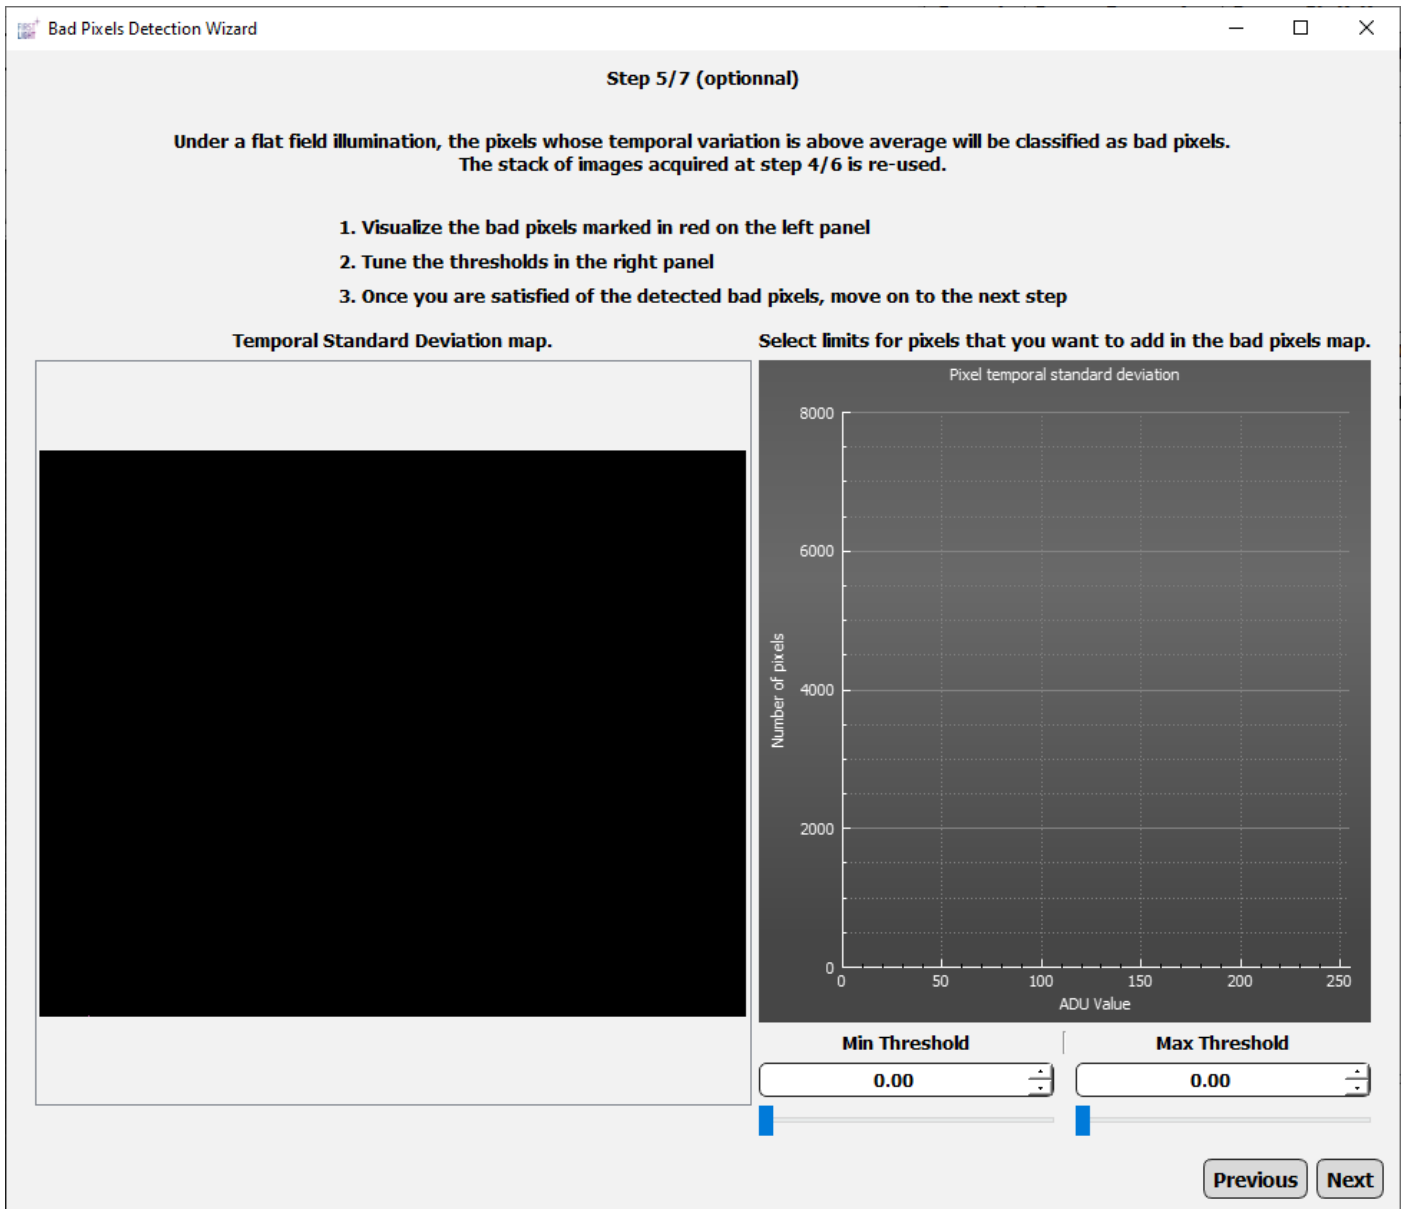 FIRST LIGHT
Bad Pixels Detection Wizard
Step 5/7 (optionnal)
Under a flat field illumination, the pixels whose temporal variation is above average will be classified as bad pixels.
The stack of images acquired at step 4/6 is re-used.
1. Visualize the bad pixels marked in red on the left panel
2. Tune the thresholds in the right panel
3. Once you are satisfied of the detected bad pixels, move on to the next step
Temporal Standard Deviation map.
Select limits for pixels that you want to add in the bad pixels map.
Pixel temporal standard deviation
8000
6000
4000
2000
0
Number of pixels
0 50 100 150 200 250
ADU Value
Min Threshold Max Threshold
0.00 0.00
Previous Next